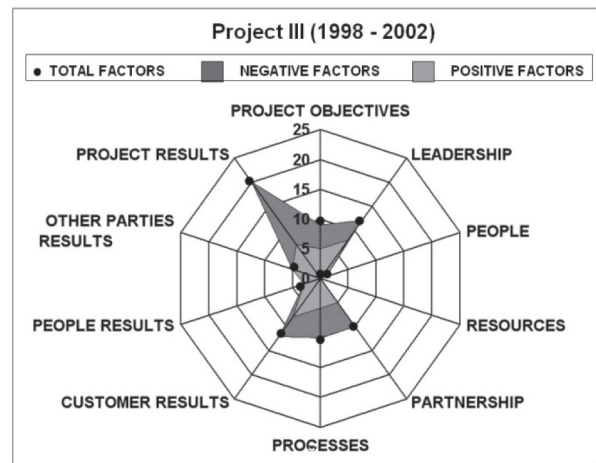 Project III (1998 - 2002)
TOTAL FACTORS NEGATIVE FACTORS POSITIVE FACTORS
PROJECT OBJECTIVES
25
PROJECT RESULTS
LEADERSHIP
20
15
OTHER PARTIES
RESULTS
10
PEOPLE
5
0
PEOPLE RESULTS
RESOURCES
CUSTOMER RESULTS
PARTNERSHIP
PROCESSES